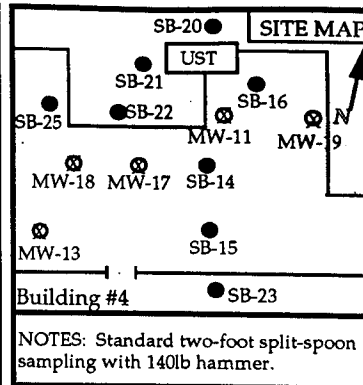 SB-20
SITE MAP
UST
SB-21
SB-16
SB-25
SB-22
MW-11
MW-19
N
MW-18
MW-17
SB-14
MW-13
SB-15
Building #4
SB-23
NOTES: Standard two-foot split-spoon
sampling with 140lb hammer.